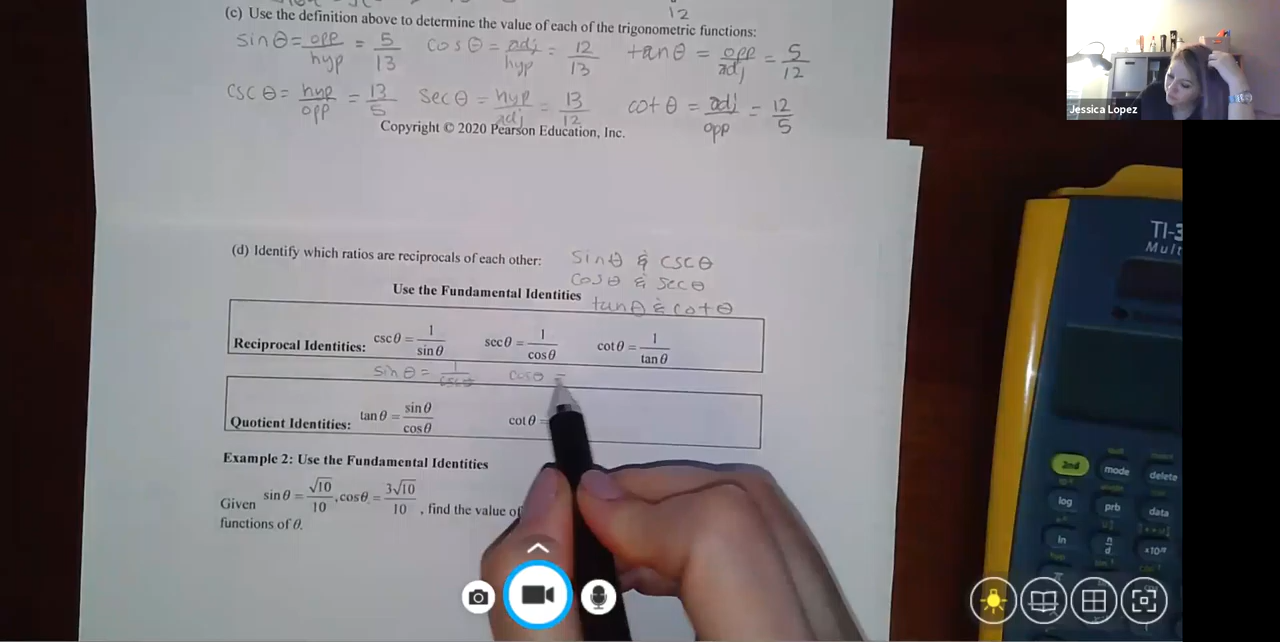 12
(c) Use the definition above to determine the value of each of the trigonometric functions:
sin θ = opp/hyp = 5/13 cos θ = adj/hyp = 12/13 tan θ = opp/adj = 5/12
csc θ = hyp/opp = 13/5 sec θ = hyp/adj = 13/12 cot θ = adj/opp = 12/5
Copyright © 2020 Pearson Education, Inc.
(d) Identify which ratios are reciprocals of each other: sin θ & csc θ
cos θ & sec θ
Use the Fundamental Identities
tan θ & cot θ
Reciprocal Identities: csc θ = 1/sin θ sec θ = 1/cos θ cot θ = 1/tan θ
sin θ = 1/csc θ cos θ =
Quotient Identities: tan θ = sin θ/cos θ cot θ =
Example 2: Use the Fundamental Identities
Given sin θ = √10/10, cos θ = 3√10/10, find the value of
functions of θ.
Jessica Lopez
TI-3
Mult
2nd mode delete
log prb data
ln n/d x10ⁿ